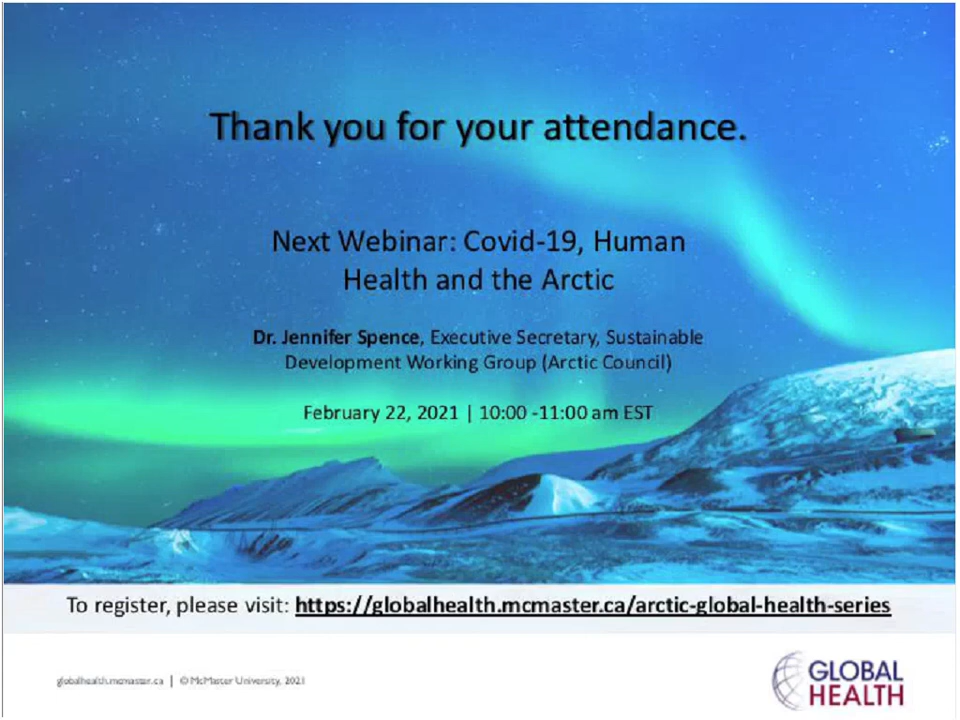 Thank you for your attendance.
Next Webinar: Covid-19, Human
Health and the Arctic
Dr. Jennifer Spence, Executive Secretary, Sustainable
Development Working Group (Arctic Council)
February 22, 2021 | 10:00 -11:00 am EST
To register, please visit: https://globalhealth.mcmaster.ca/arctic-global-health-series
globalhealth.mcmaster.ca | © McMaster University, 2021
GLOBAL
HEALTH